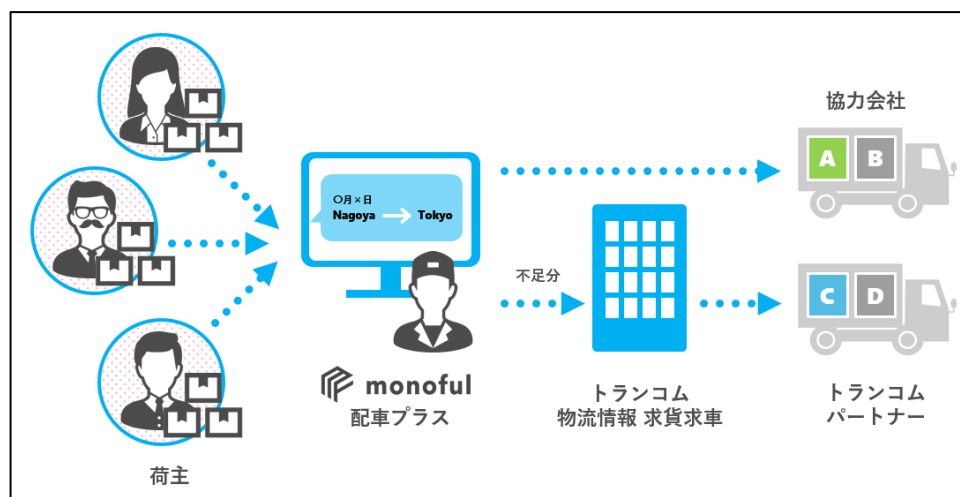 協力会社
A B
〇月×日
Nagoya → Tokyo
不足分
C D
monoful
配車プラス
トランコム
物流情報 求貨求車
トランコム
パートナー
荷主